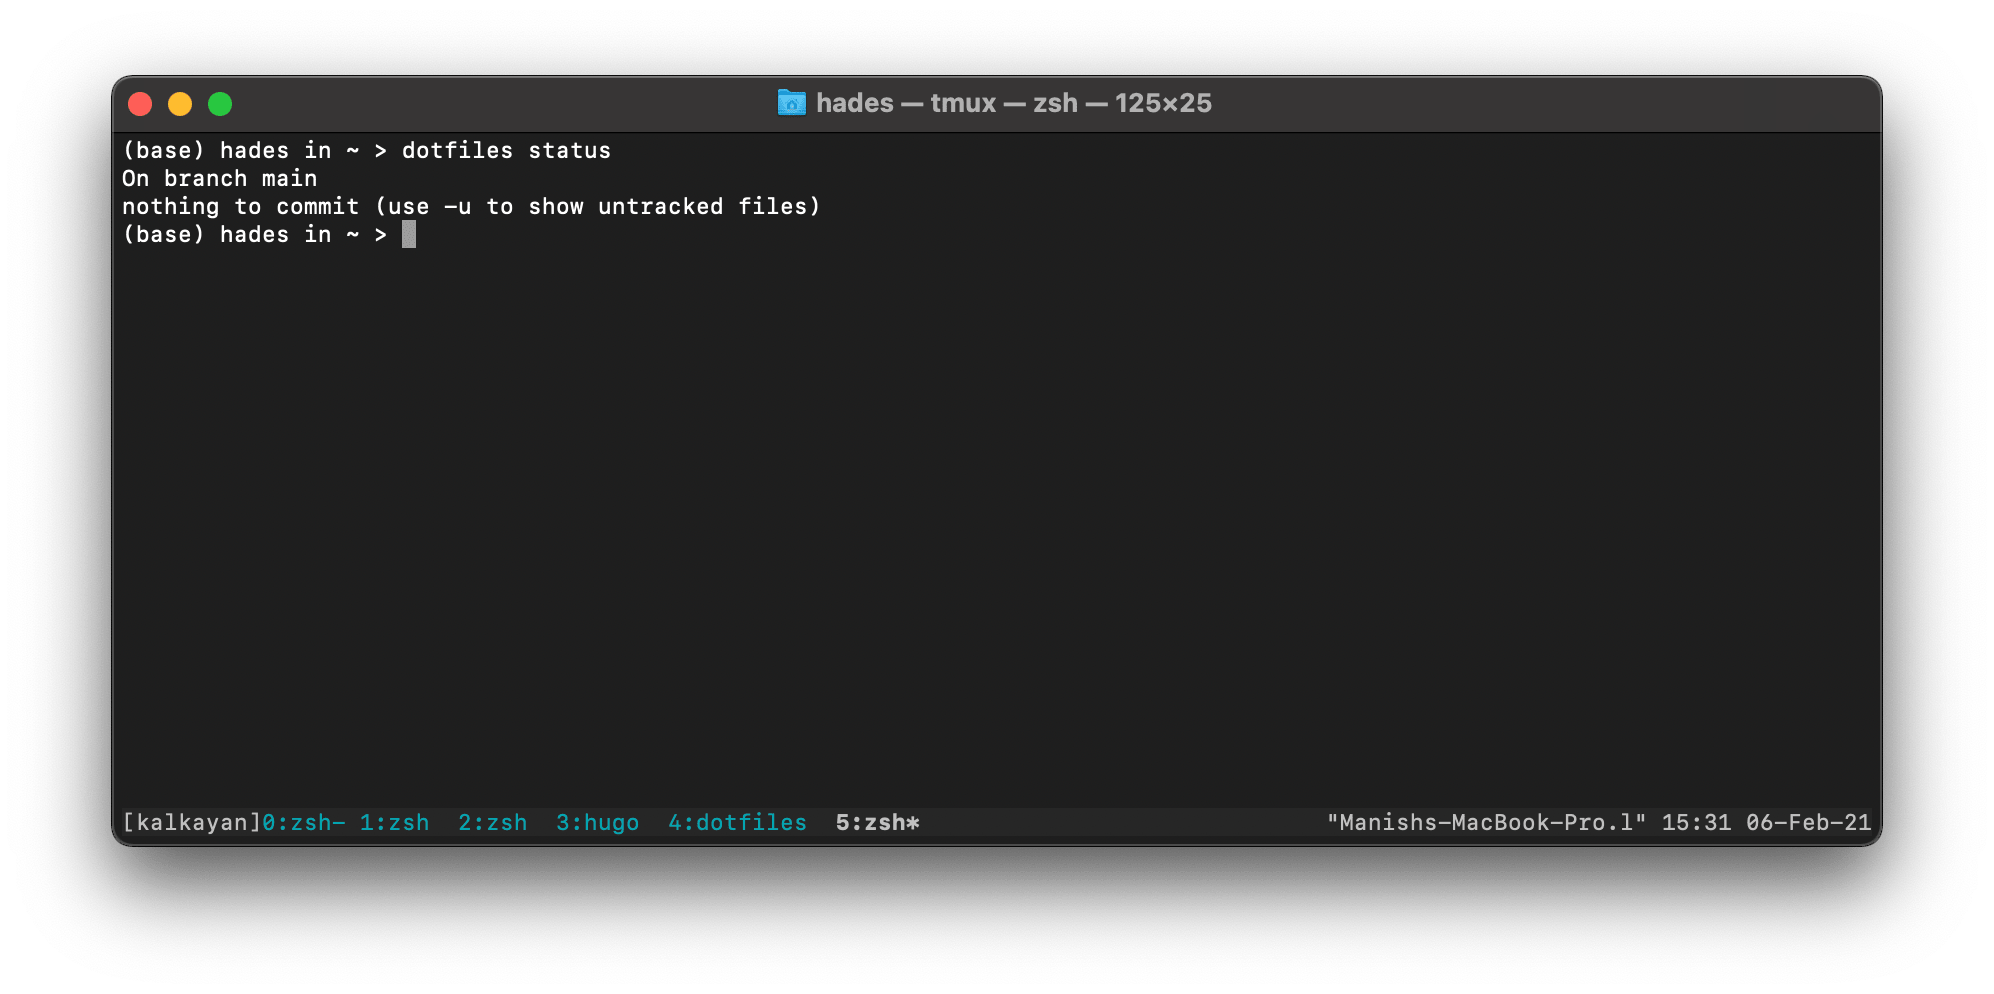 hades — tmux — zsh — 125×25
(base) hades in ~ > dotfiles status
On branch main
nothing to commit (use -u to show untracked files)
(base) hades in ~ >
[kalkayan]0:zsh- 1:zsh  2:zsh  3:hugo  4:dotfiles  5:zsh* "Manishs-MacBook-Pro.l" 15:31 06-Feb-21